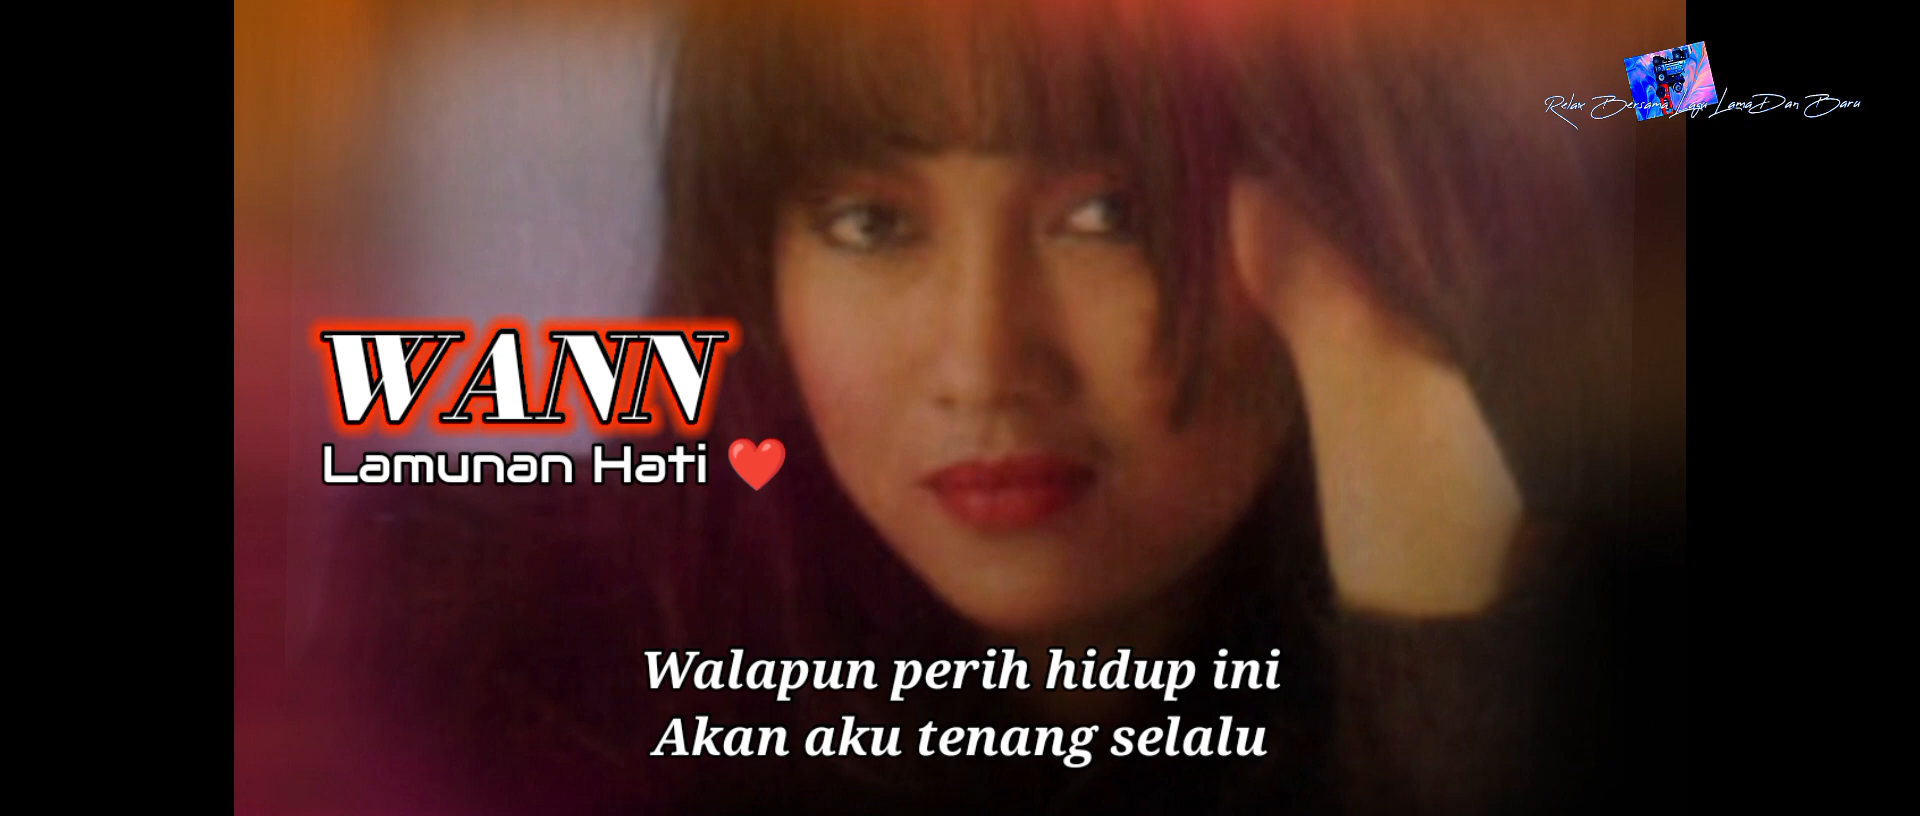 Relax Bersama Lagu Lama Dan Baru
WANN
Lamunan Hati ❤️
Walapun perih hidup ini
Akan aku tenang selalu